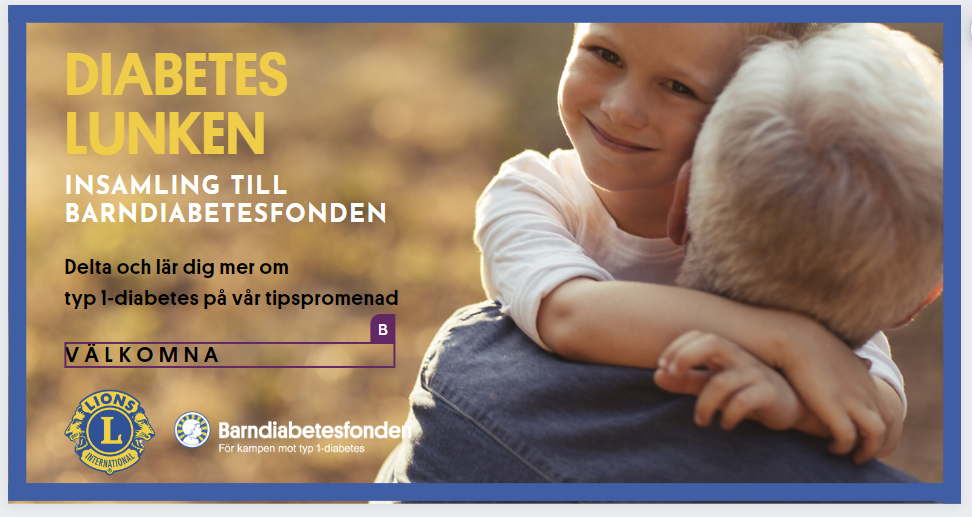 DIABETES
LUNKEN
INSAMLING TILL
BARNDIABETESFONDEN
Delta och lär dig mer om
typ 1-diabetes på vår tipspromenad
B
VÄLKOMNA
LIONS
L
INTERNATIONAL
Barndiabetesfonden
För kampen mot typ 1-diabetes